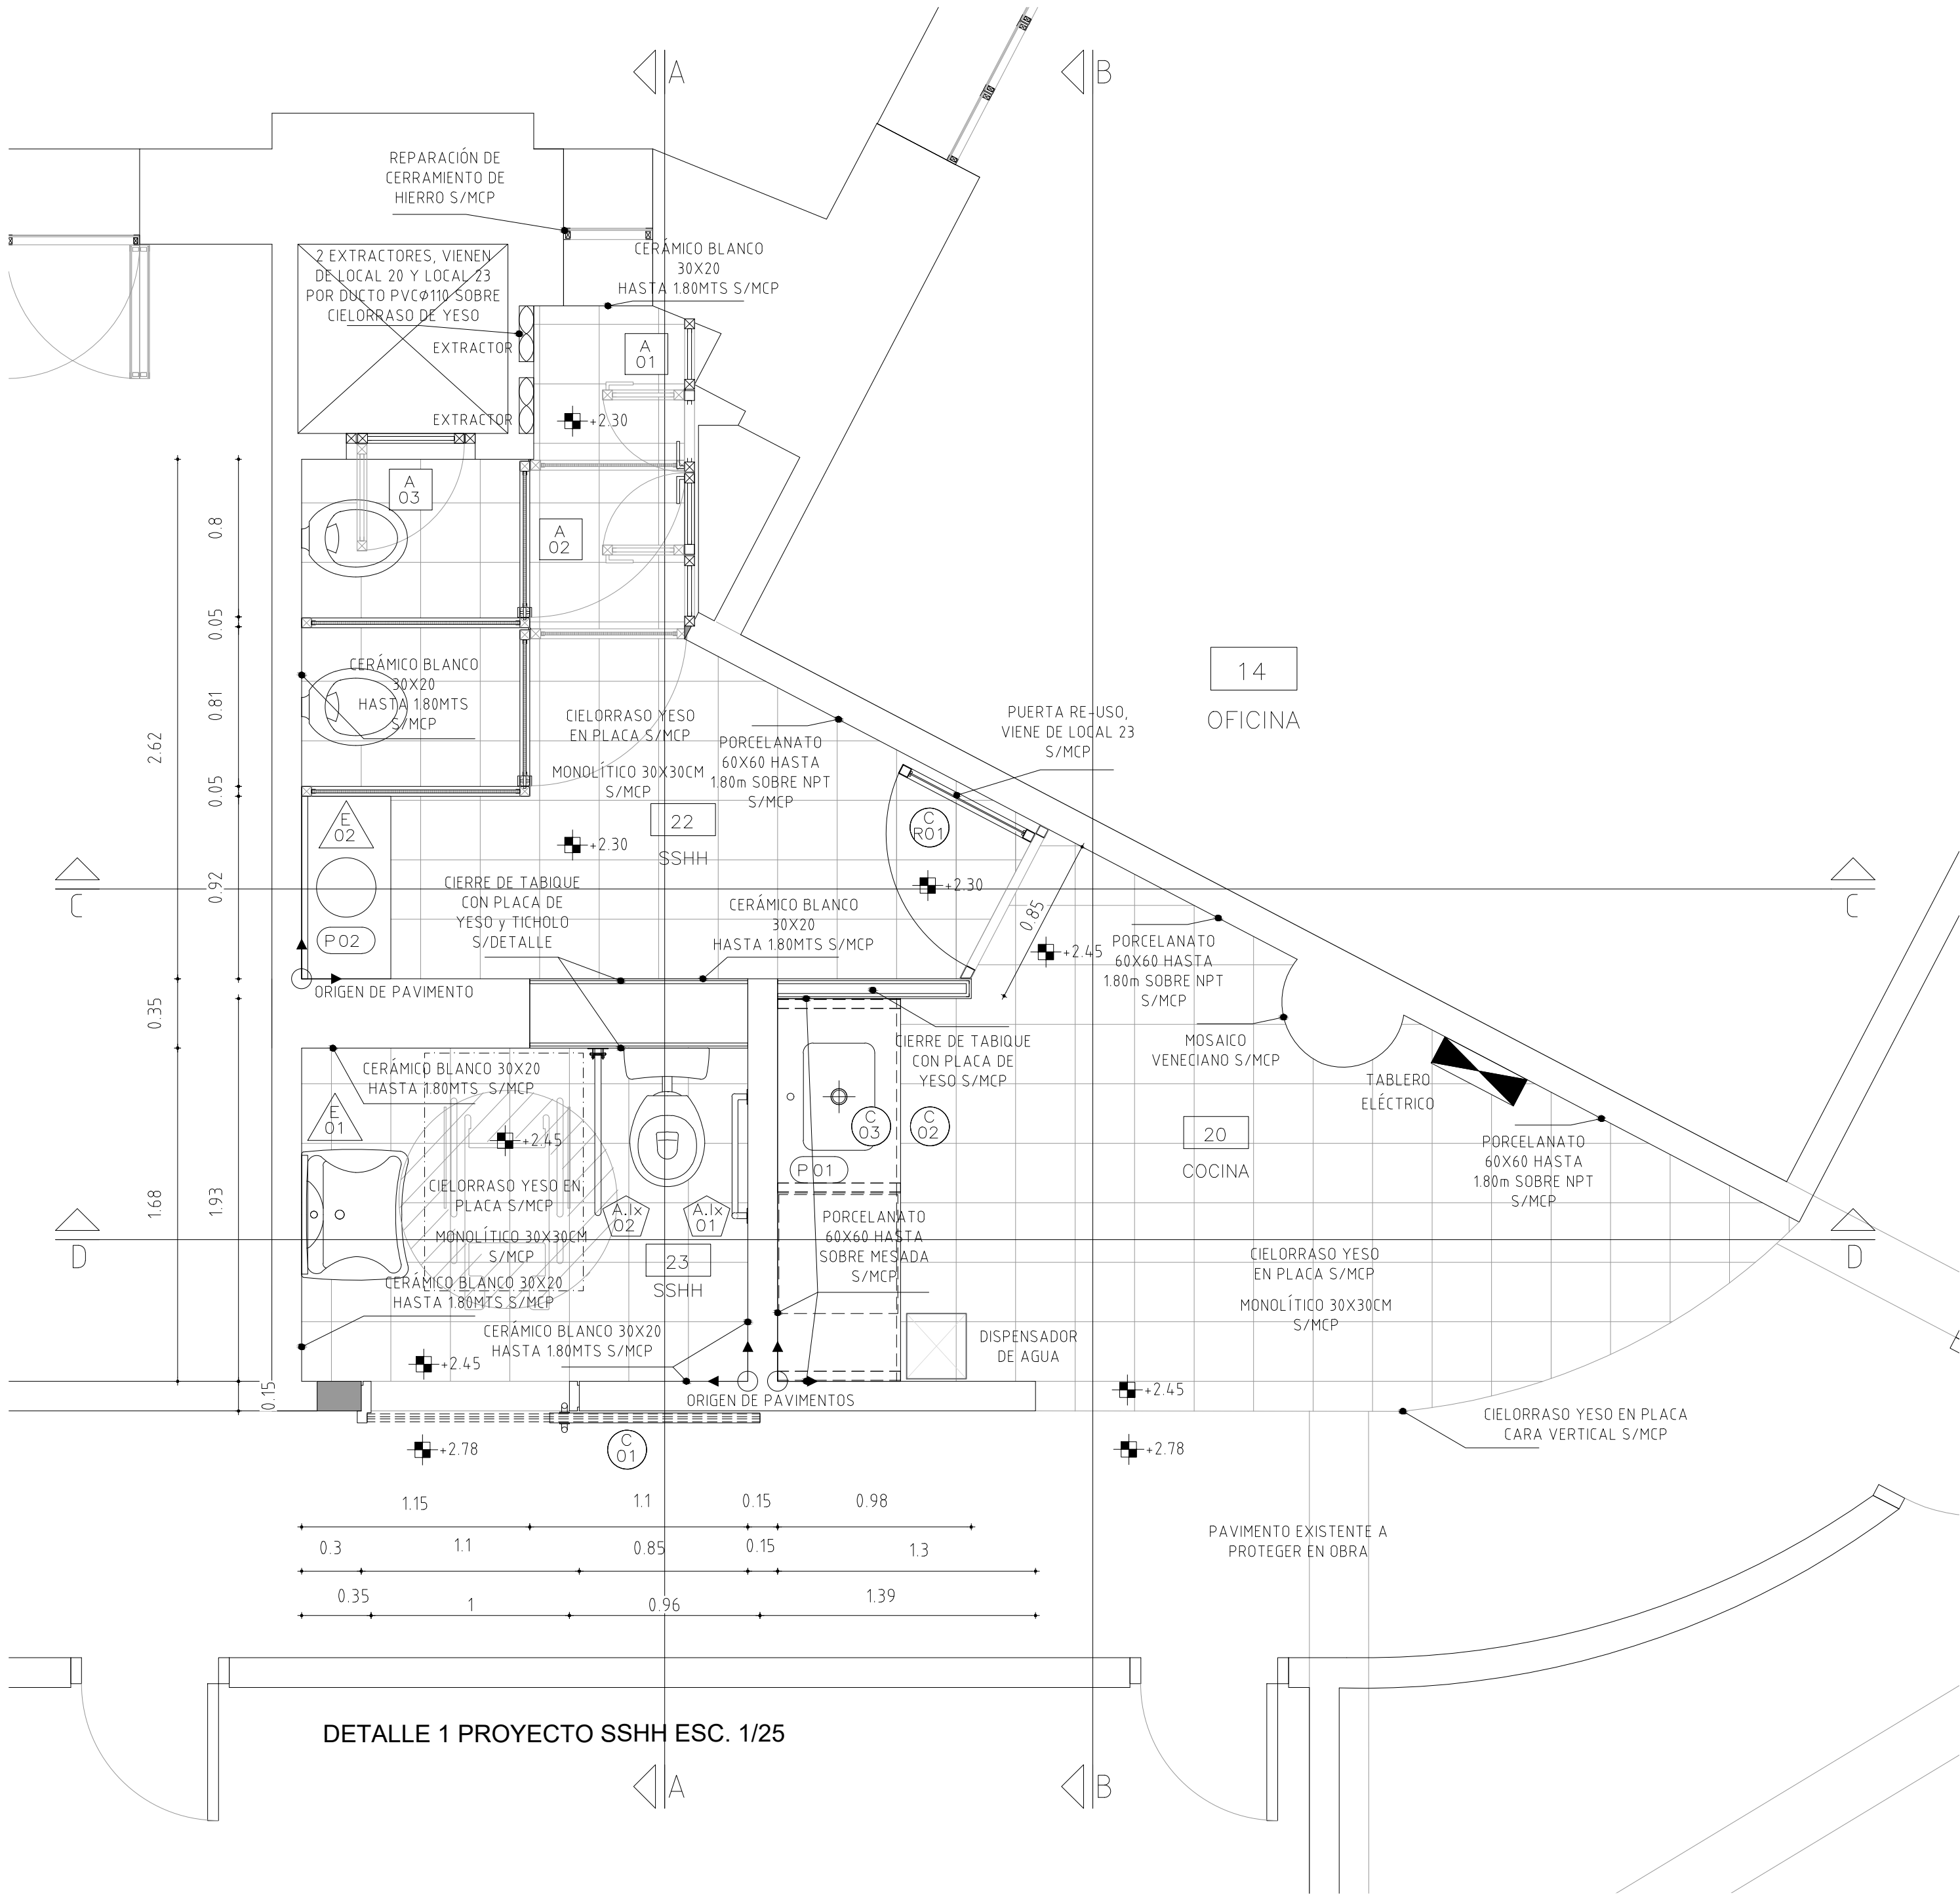 A
B
REPARACIÓN DE
CERRAMIENTO DE
HIERRO S/MCP
2 EXTRACTORES, VIENEN
DE LOCAL 20 Y LOCAL 23
POR DUCTO PVCø110 SOBRE
CIELORRASO DE YESO
CERÁMICO BLANCO
30X20
HASTA 1.80MTS S/MCP
EXTRACTOR
A
01
EXTRACTOR
+2.30
A
03
A
02
0.8
0.05
0.81
2.62
0.05
0.92
CERÁMICO BLANCO
30X20
HASTA 1.80MTS
S/MCP
CIELORRASO YESO
EN PLACA S/MCP
MONOLÍTICO 30X30CM
S/MCP
PORCELANATO
60X60 HASTA
1.80m SOBRE NPT
S/MCP
PUERTA RE-USO,
VIENE DE LOCAL 23
S/MCP
14
OFICINA
E
02
22
SSHH
+2.30
C
R01
+2.30
C
C
P02
CIERRE DE TABIQUE
CON PLACA DE
YESO y TICHOLO
S/DETALLE
CERÁMICO BLANCO
30X20
HASTA 1.80MTS S/MCP
0.85
+2.45
PORCELANATO
60X60 HASTA
1.80m SOBRE NPT
S/MCP
ORIGEN DE PAVIMENTO
0.35
CERÁMICO BLANCO 30X20
HASTA 1.80MTS S/MCP
CIERRE DE TABIQUE
CON PLACA DE
YESO S/MCP
MOSAICO
VENECIANO S/MCP
TABLERO
ELÉCTRICO
E
01
+2.45
C
03
C
02
20
COCINA
P01
PORCELANATO
60X60 HASTA
1.80m SOBRE NPT
S/MCP
1.68
1.93
CIELORRASO YESO EN
PLACA S/MCP
MONOLÍTICO 30X30CM
S/MCP
A.Ix
02
A.Ix
01
PORCELANATO
60X60 HASTA
SOBRE MESADA
S/MCP
D
D
23
SSHH
CERÁMICO BLANCO 30X20
HASTA 1.80MTS S/MCP
CIELORRASO YESO
EN PLACA S/MCP
MONOLÍTICO 30X30CM
S/MCP
CERÁMICO BLANCO 30X20
HASTA 1.80MTS S/MCP
DISPENSADOR
DE AGUA
+2.45
0.15
ORIGEN DE PAVIMENTOS
+2.45
+2.78
C
01
+2.78
CIELORRASO YESO EN PLACA
CARA VERTICAL S/MCP
1.15
1.1
0.15
0.98
0.3
1.1
0.85
0.15
1.3
0.35
1
0.96
1.39
PAVIMENTO EXISTENTE A
PROTEGER EN OBRA
DETALLE 1 PROYECTO SSHH ESC. 1/25
A
B